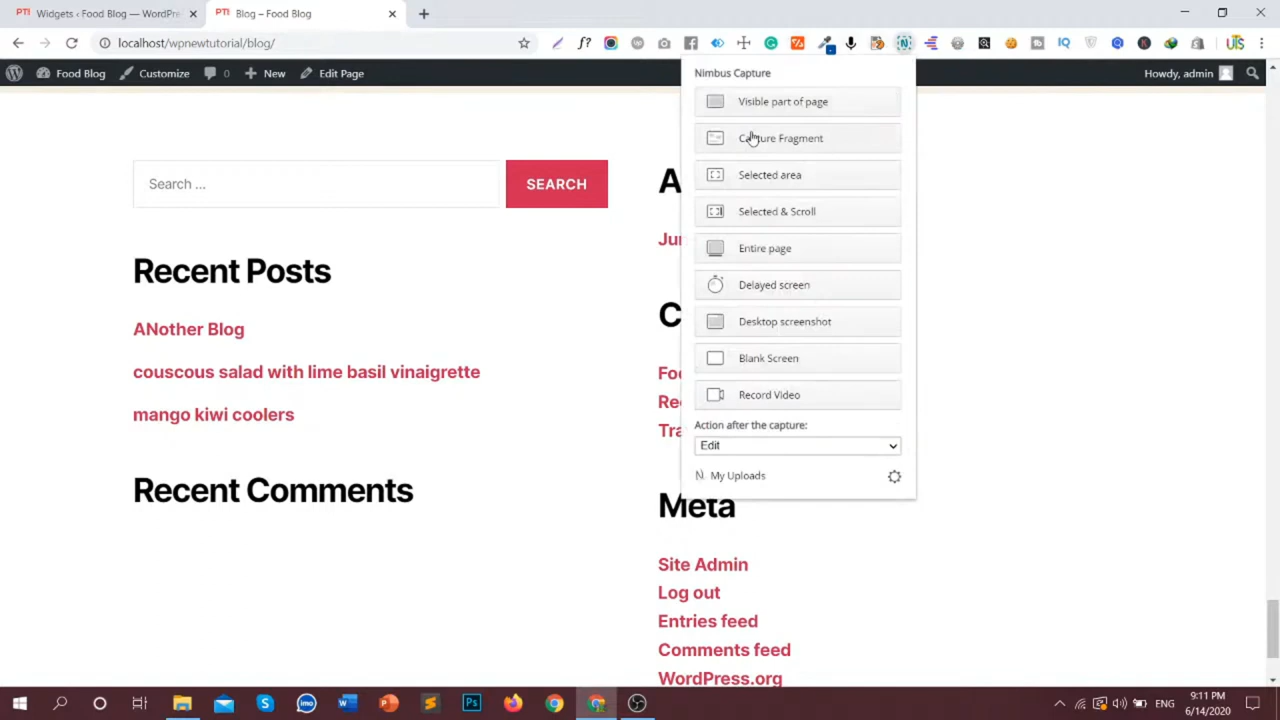 Widgets ‹ Food Blog — WordPre
Blog – Food Blog
localhost/wpnewtutorial/blog/
Food Blog
Customize
0
New
Edit Page
Howdy, admin
Search ...
SEARCH
Recent Posts
ANother Blog
couscous salad with lime basil vinaigrette
mango kiwi coolers
Recent Comments
A
Jun
C
Foo
Re
Tra
Meta
Site Admin
Log out
Entries feed
Comments feed
WordPress.org
Nimbus Capture
Visible part of page
Capture Fragment
Selected area
Selected & Scroll
Entire page
Delayed screen
Desktop screenshot
Blank Screen
Record Video
Action after the capture:
Edit
My Uploads
ENG
9:11 PM
6/14/2020